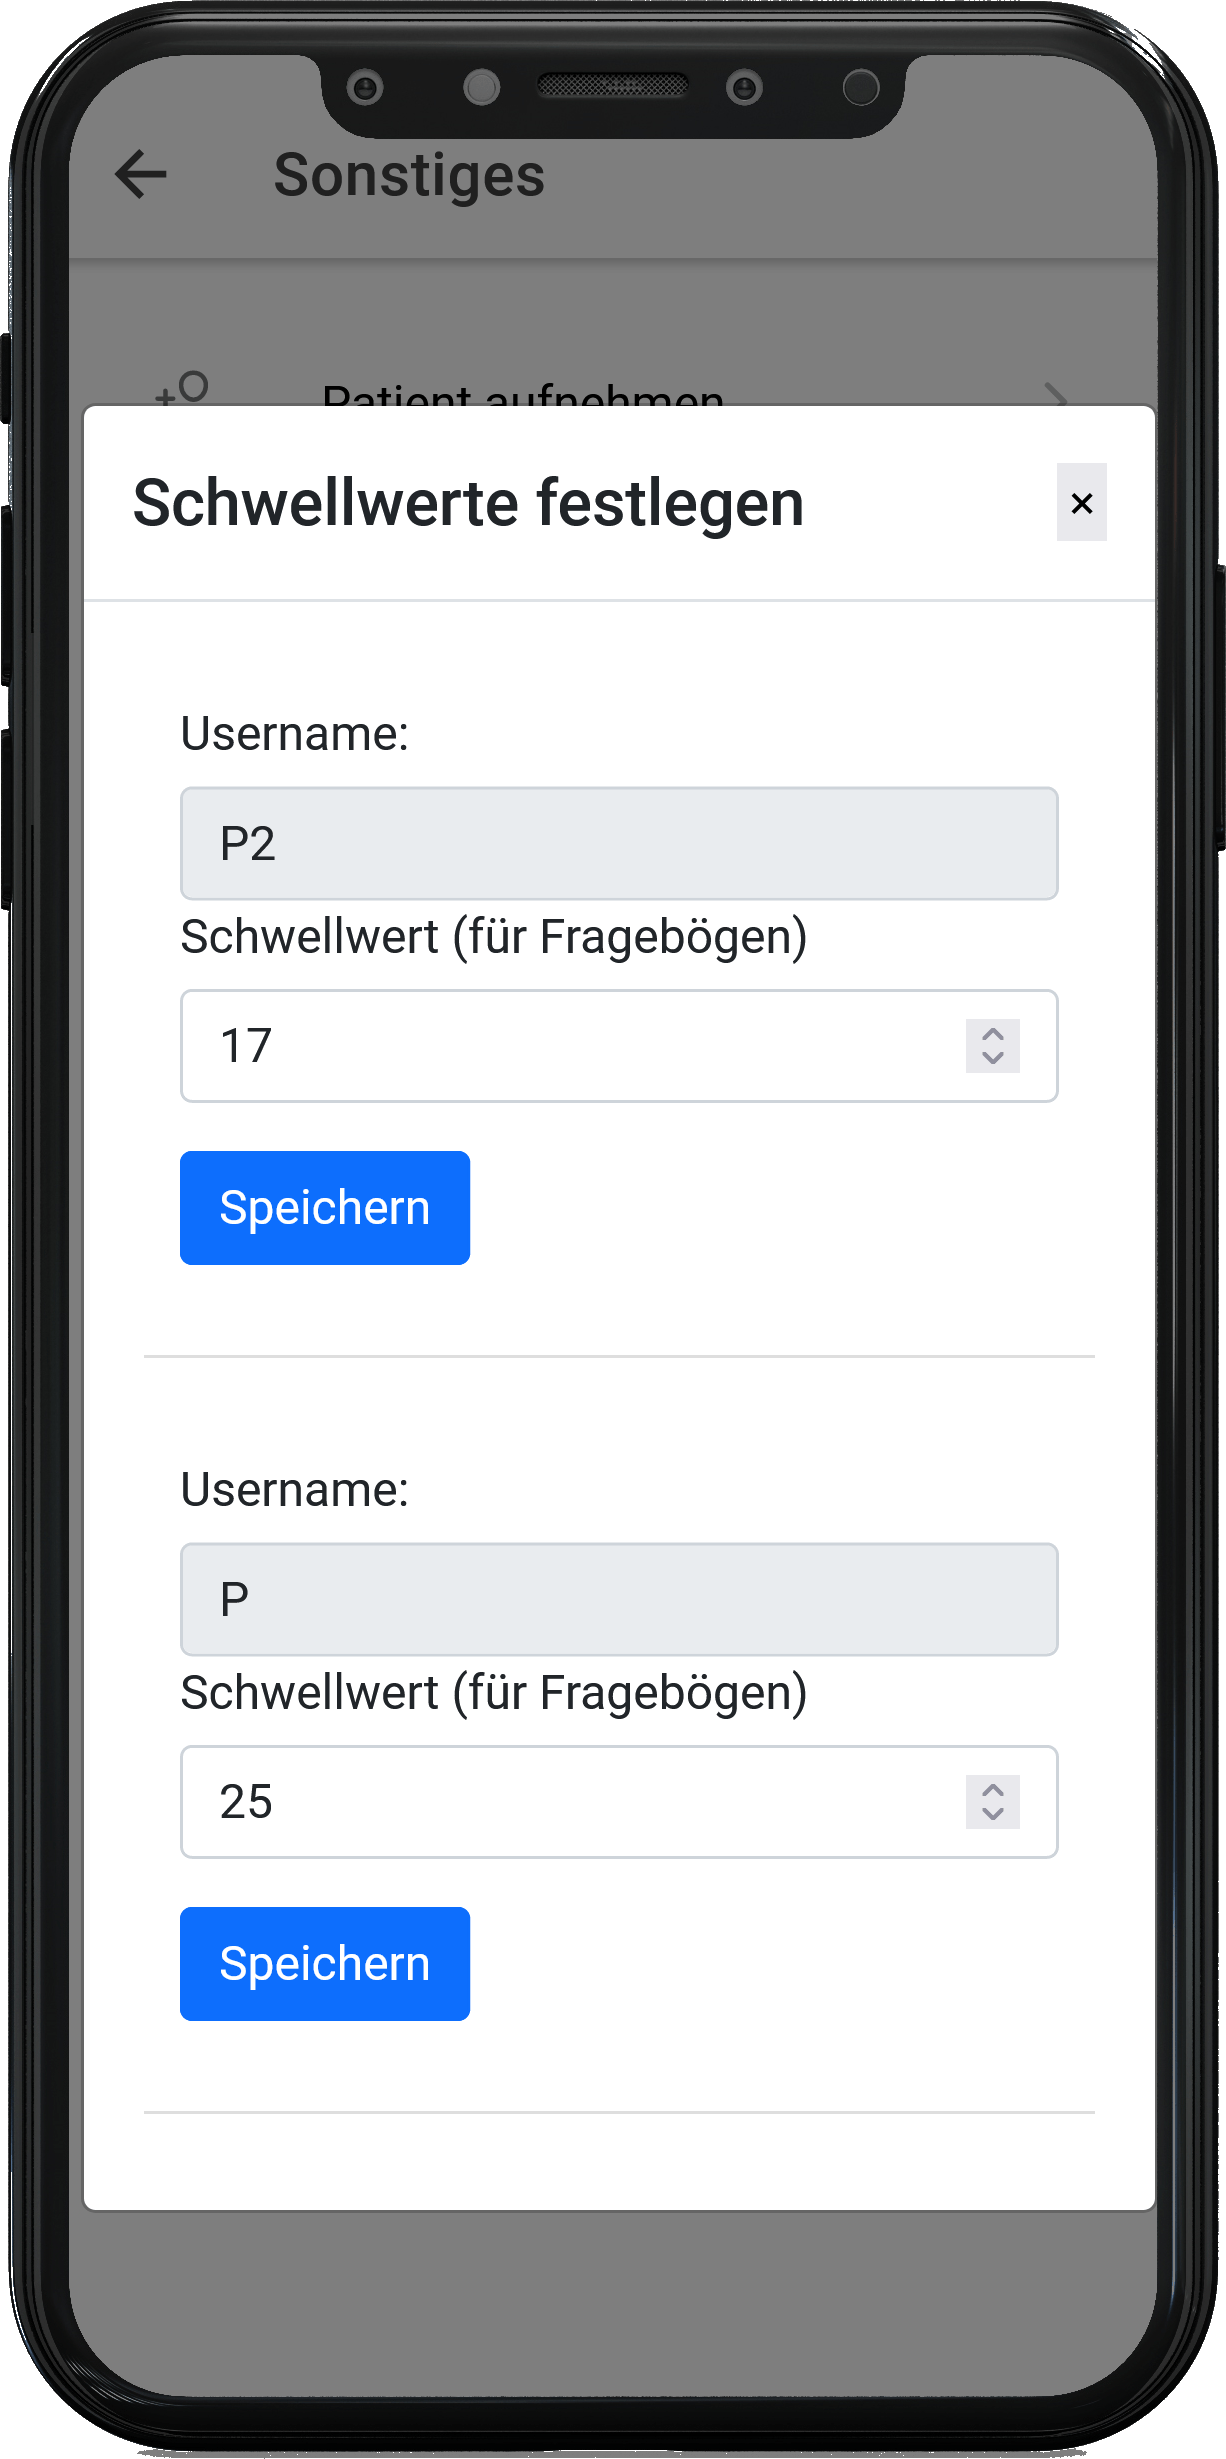 Sonstiges
Patient aufnehmen
Schwellwerte festlegen
Username:
P2
Schwellwert (für Fragebögen)
17
Speichern
Username:
P
Schwellwert (für Fragebögen)
25
Speichern